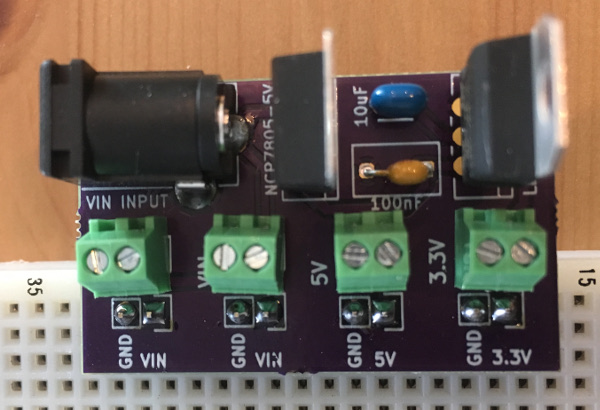 NCP7805-5V
10uF
100nF
VIN INPUT
VIN
5V
3.3V
GND VIN
GND VIN
GND 5V
GND 3.3V
35
15